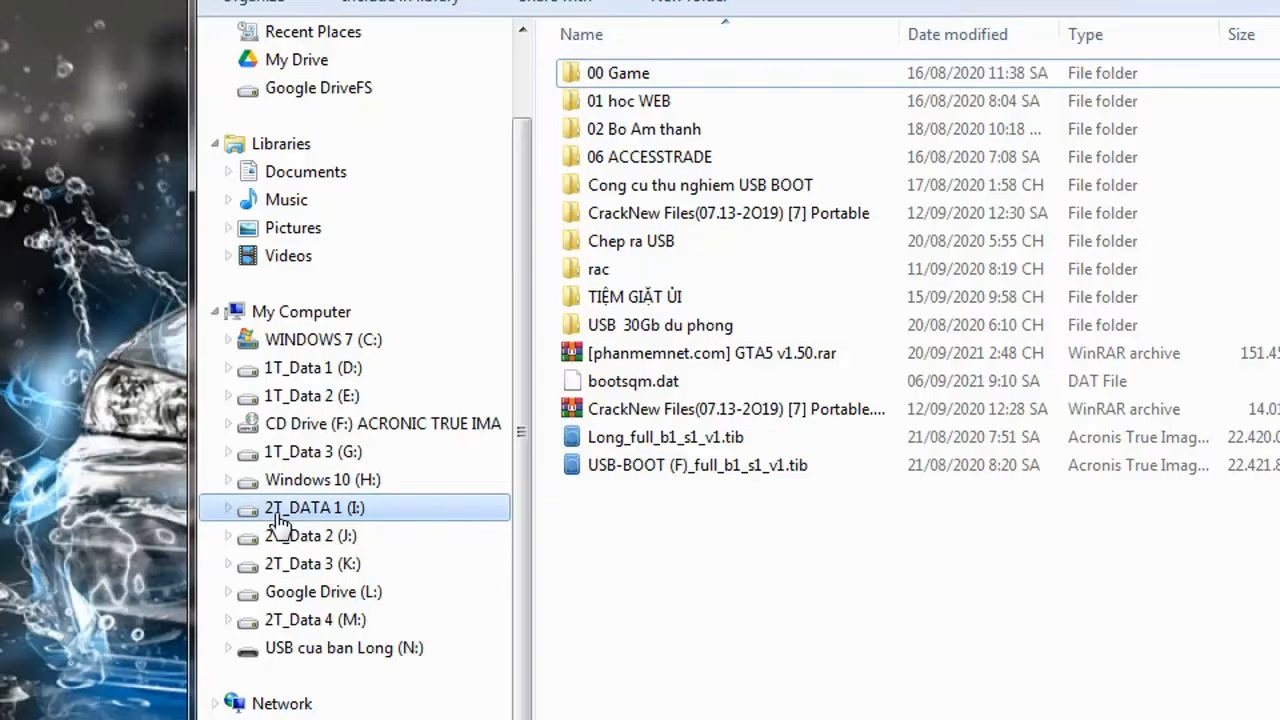 Organize Include in library Share with New folder
Recent Places
My Drive
Google DriveFS
Libraries
Documents
Music
Pictures
Videos
My Computer
WINDOWS 7 (C:)
1T_Data 1 (D:)
1T_Data 2 (E:)
CD Drive (F:) ACRONIC TRUE IMA
1T_Data 3 (G:)
Windows 10 (H:)
2T_DATA 1 (I:)
2T_Data 2 (J:)
2T_Data 3 (K:)
Google Drive (L:)
2T_Data 4 (M:)
USB cua ban Long (N:)
Network
Name Date modified Type Size
00 Game 16/08/2020 11:38 SA File folder
01 hoc WEB 16/08/2020 8:04 SA File folder
02 Bo Am thanh 18/08/2020 10:18 ... File folder
06 ACCESSTRADE 16/08/2020 7:08 SA File folder
Cong cu thu nghiem USB BOOT 17/08/2020 1:58 CH File folder
CrackNew Files(07.13-2O19) [7] Portable 12/09/2020 12:30 SA File folder
Chep ra USB 20/08/2020 5:55 CH File folder
rac 11/09/2020 8:19 CH File folder
TIỆM GIẶT ỦI 15/09/2020 9:58 CH File folder
USB 30Gb du phong 20/08/2020 6:10 CH File folder
[phanmemnet.com] GTA5 v1.50.rar 20/09/2021 2:48 CH WinRAR archive 151.45
bootsqm.dat 06/09/2021 9:10 SA DAT File
CrackNew Files(07.13-2O19) [7] Portable.... 12/09/2020 12:28 SA WinRAR archive 14.01
Long_full_b1_s1_v1.tib 21/08/2020 7:51 SA Acronis True Imag... 22.420.0
USB-BOOT (F)_full_b1_s1_v1.tib 21/08/2020 8:20 SA Acronis True Imag... 22.421.8